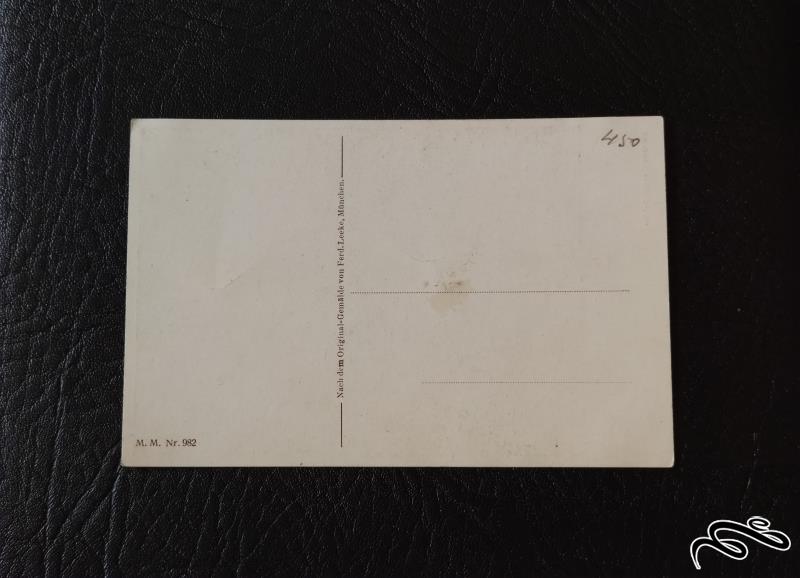 450
Nach dem Original-Gemälde von Ferd. Leeke, München.
M. M. Nr. 982